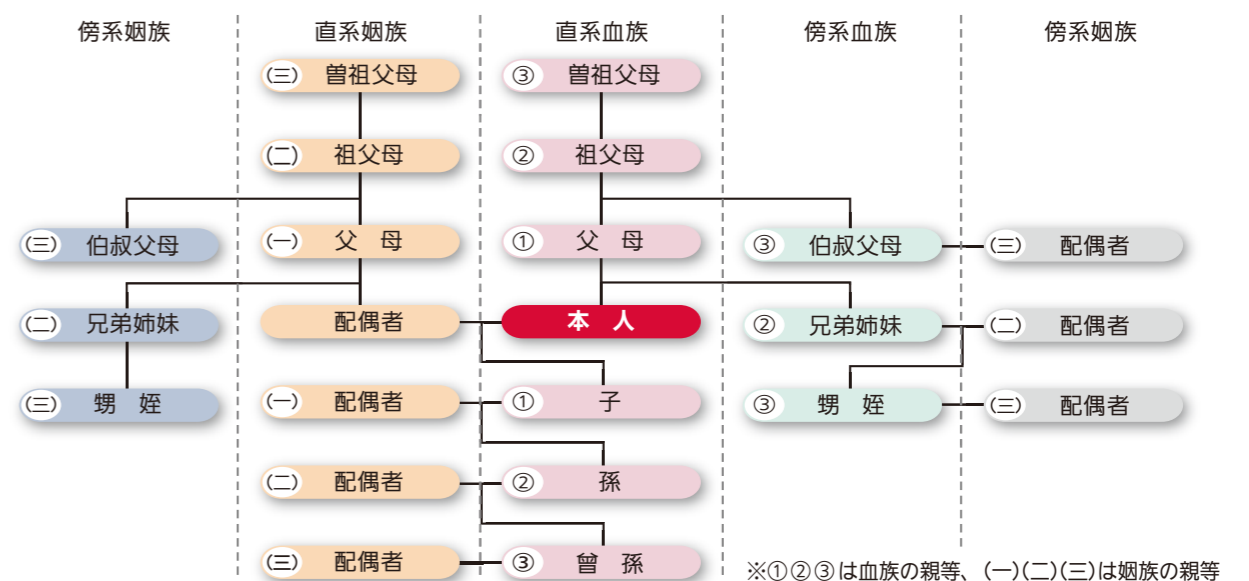 傍系姻族 直系姻族 直系血族 傍系血族 傍系姻族
(三) 曽祖父母 ③ 曽祖父母
(二) 祖父母 ② 祖父母
(三) 伯叔父母 (一) 父 母 ① 父 母 ③ 伯叔父母 (三) 配偶者
(二) 兄弟姉妹 配偶者 本 人 ② 兄弟姉妹 (二) 配偶者
(三) 甥 姪 (一) 配偶者 ① 子 ③ 甥 姪 (三) 配偶者
(二) 配偶者 ② 孫
(三) 配偶者 ③ 曾 孫
※①②③は血族の親等、(一)(二)(三)は姻族の親等